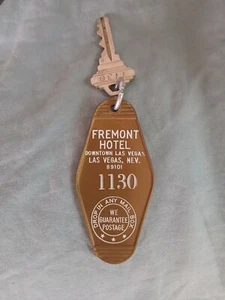 FREMONT
HOTEL
DOWNTOWN LAS VEGAS
LAS VEGAS, NEV.
89101
1130
DROP IN ANY MAIL BOX
WE
GUARANTEE
POSTAGE